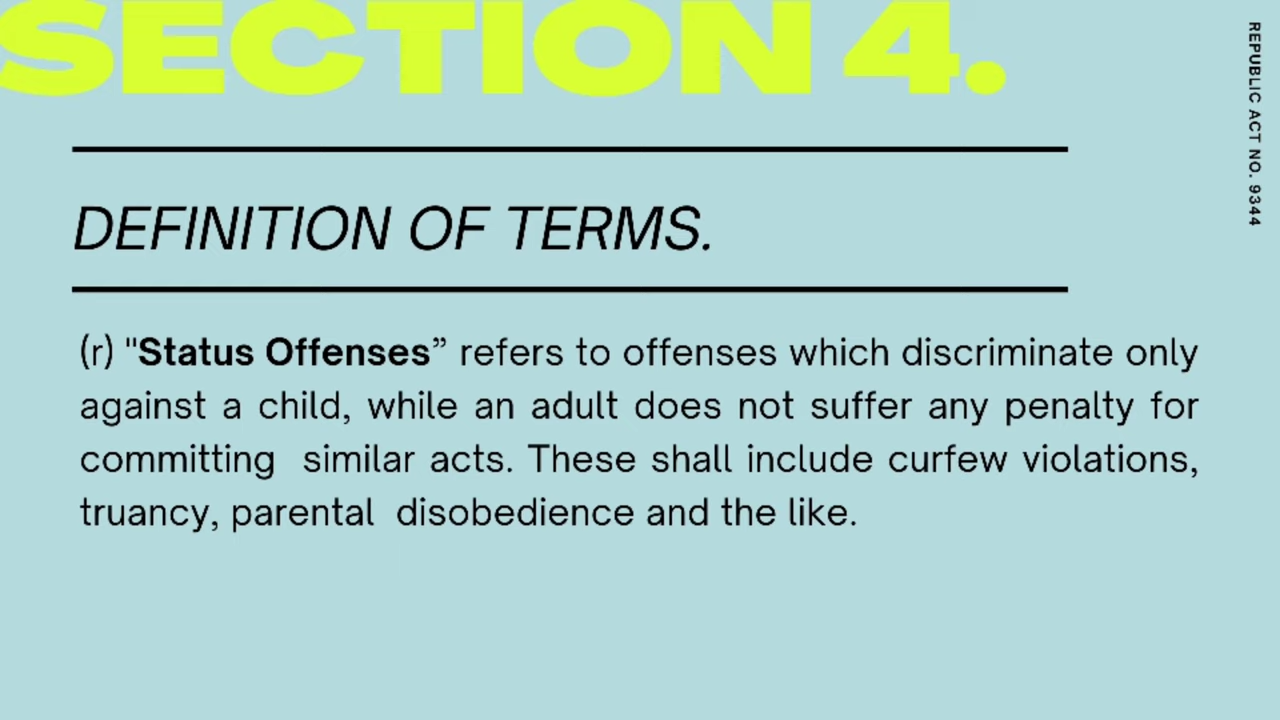 SECTION 4.
REPUBLIC ACT NO. 9344
DEFINITION OF TERMS.
(r) "Status Offenses” refers to offenses which discriminate only
against a child, while an adult does not suffer any penalty for
committing similar acts. These shall include curfew violations,
truancy, parental disobedience and the like.